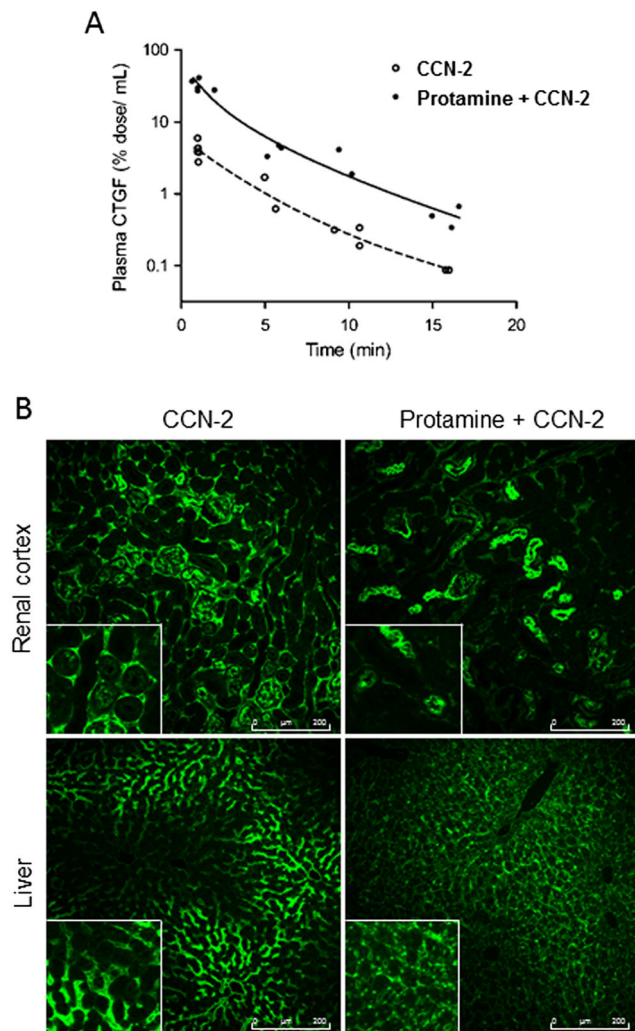 A
Plasma CTGF (% dose/ mL)
100
10
1
0.1
CCN-2
Protamine + CCN-2
0
5
10
15
20
Time (min)
B
CCN-2
Protamine + CCN-2
Renal cortex
0 µm 200
0 µm 200
Liver
0 µm 200
0 µm 200